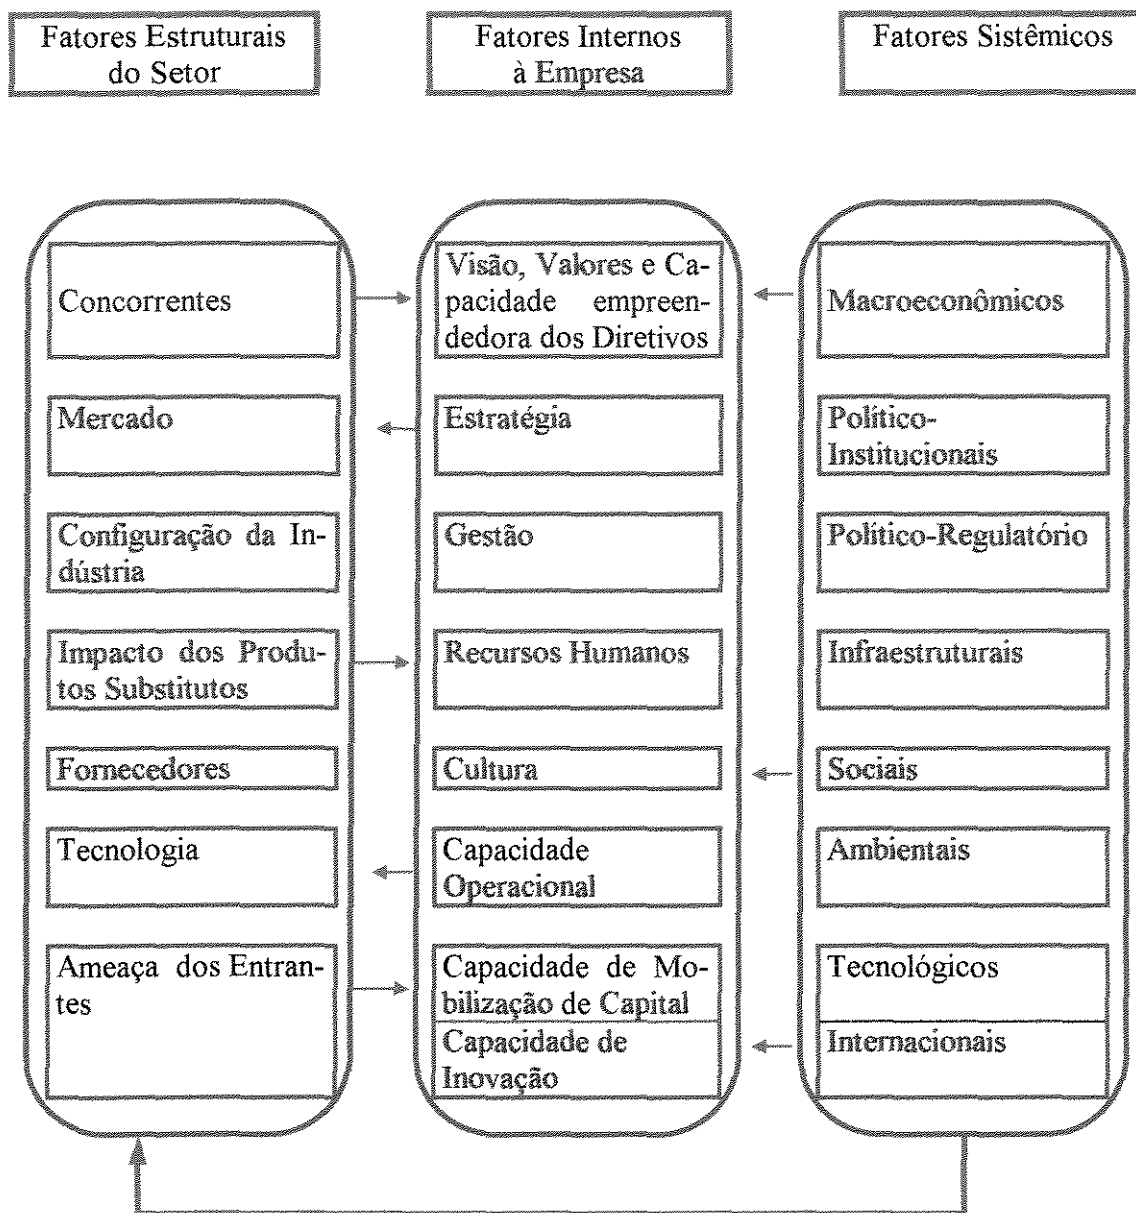 Fatores Estruturais
do Setor
Fatores Internos
à Empresa
Fatores Sistêmicos
Concorrentes
Mercado
Configuração da In-
dústria
Impacto dos Produ-
tos Substitutos
Fornecedores
Tecnologia
Ameaça dos Entran-
tes
Visão, Valores e Ca-
pacidade empreen-
dedora dos Diretivos
Estratégia
Gestão
Recursos Humanos
Cultura
Capacidade
Operacional
Capacidade de Mo-
bilização de Capital
Capacidade de
Inovação
Macroeconômicos
Político-
Institucionais
Político-Regulatório
Infraestruturais
Sociais
Ambientais
Tecnológicos
Internacionais